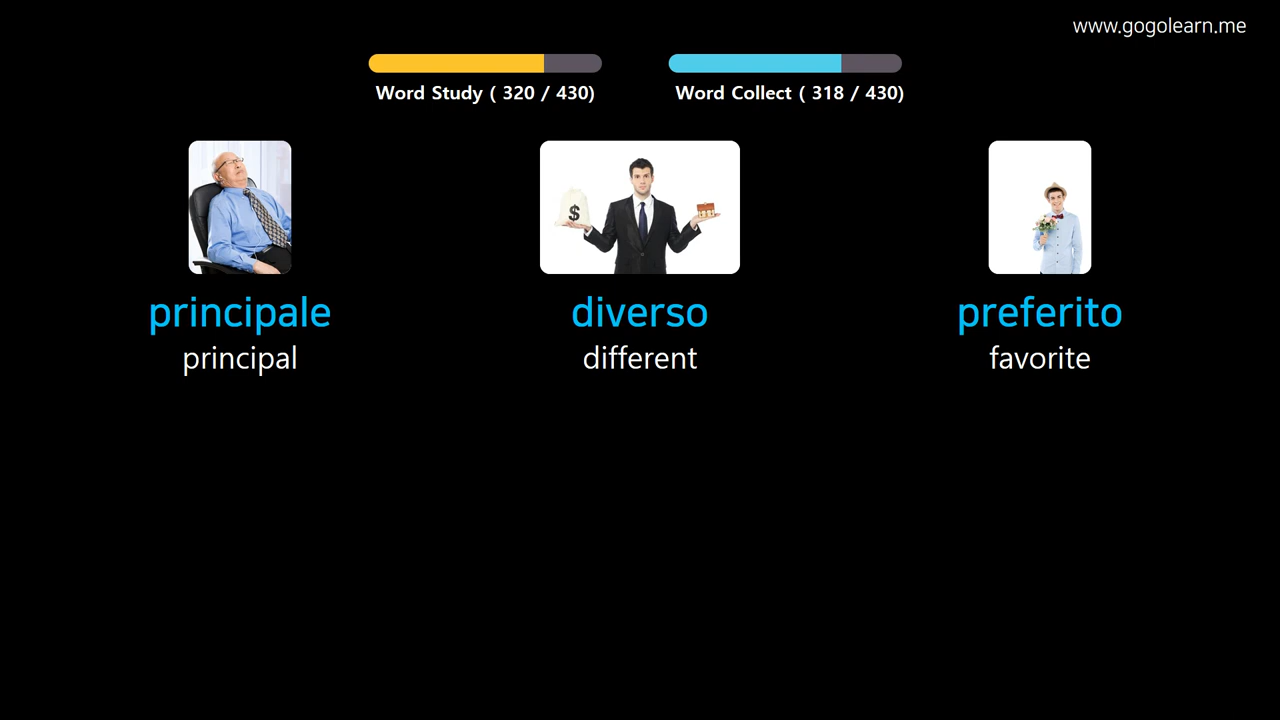 www.gogolearn.me
Word Study ( 320 / 430)
Word Collect ( 318 / 430)
$
principale
diverso
preferito
principal
different
favorite